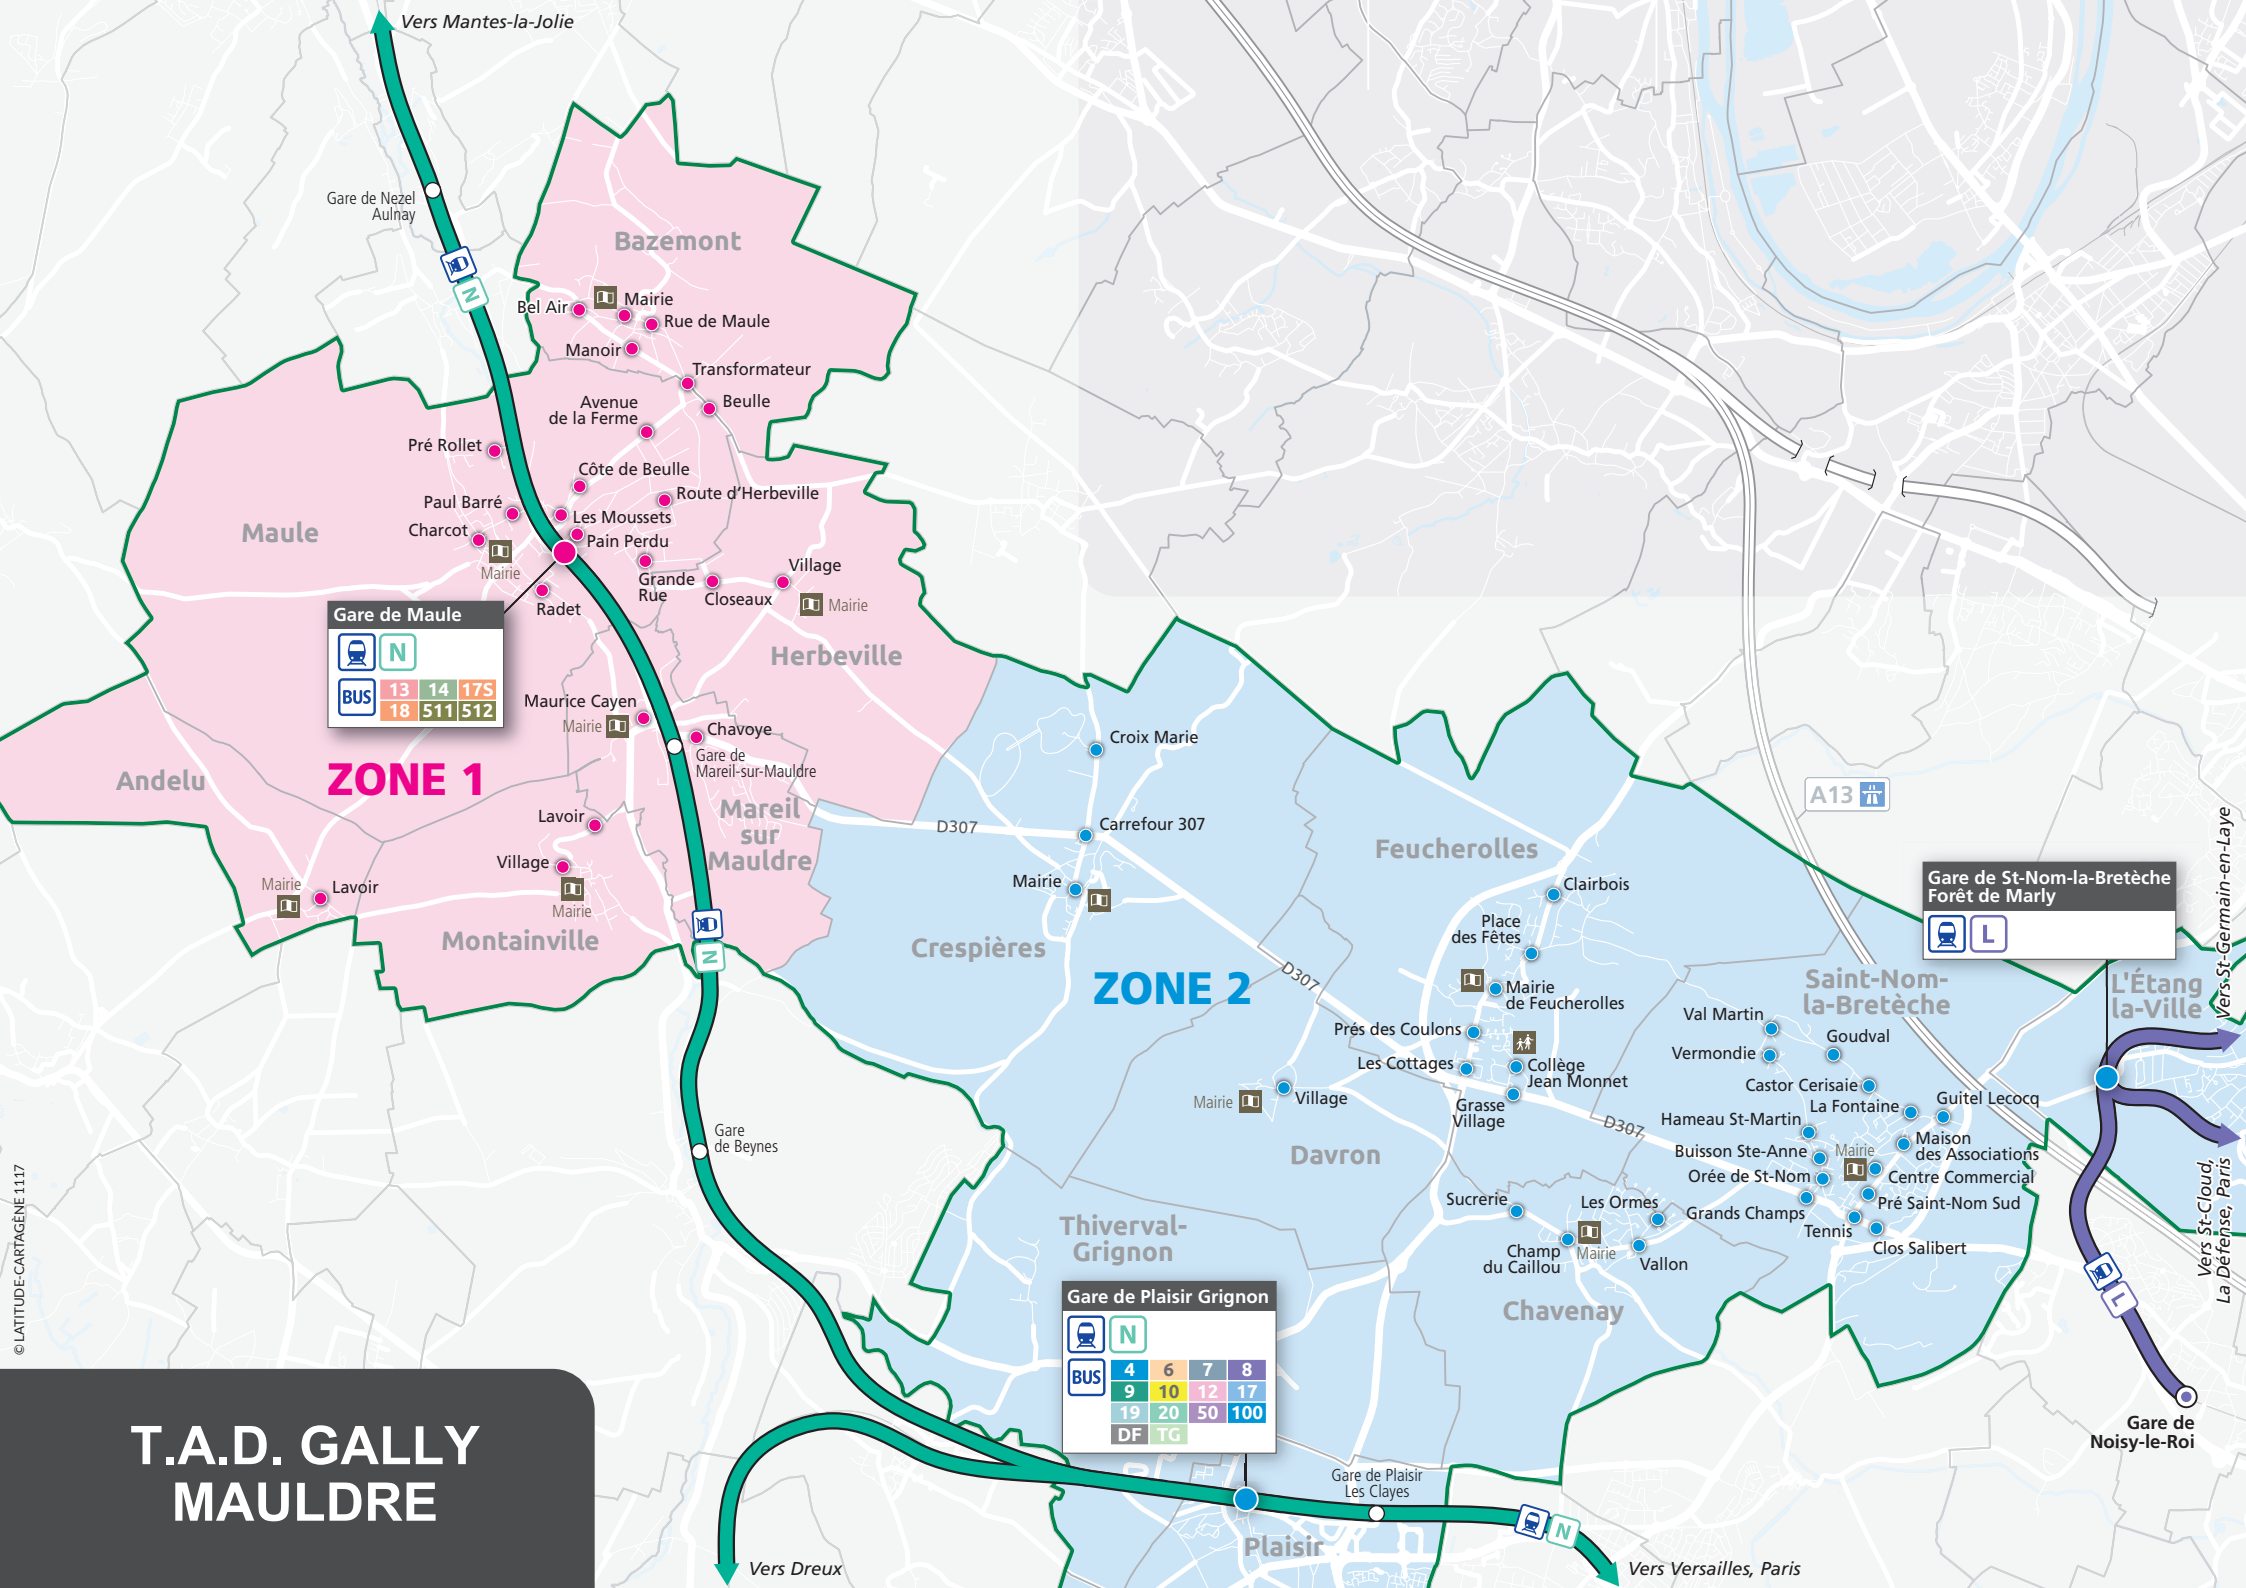 Vers Mantes-la-Jolie
Gare de Nezel
Aulnay
N
Bazemont
Bel Air
Mairie
Rue de Maule
Manoir
Transformateur
Avenue
de la Ferme
Beulle
Pré Rollet
Côte de Beulle
Route d'Herbeville
Paul Barré
Les Moussets
Charcot
Pain Perdu
Maule
Mairie
Grande
Rue
Closeaux
Village
Mairie
Radet
Gare de Maule
N
BUS
13 14 17S
18 511 512
Herbeville
Maurice Cayen
Mairie
Chavoye
Gare de
Mareil-sur-Mauldre
ZONE 1
Andelu
Mareil
sur
Mauldre
Lavoir
Village
Mairie
Mairie
Lavoir
Montainville
N
Croix Marie
D307
Carrefour 307
Mairie
Crespières
ZONE 2
D307
Feucherolles
Clairbois
Place
des Fêtes
Mairie
de Feucherolles
Prés des Coulons
Les Cottages
Collège
Jean Monnet
Grasse
Village
D307
Mairie
Village
Davron
A13
Gare de St-Nom-la-Bretèche
Forêt de Marly
L
Vers St-Germain-en-Laye
L'Étang
la-Ville
Saint-Nom-
la-Bretèche
Val Martin
Goudval
Vermondie
Castor Cerisaie
La Fontaine
Guitel Lecocq
Hameau St-Martin
Maison
des Associations
Buisson Ste-Anne
Mairie
Orée de St-Nom
Centre Commercial
Grands Champs
Pré Saint-Nom Sud
Tennis
Clos Salibert
Vers St-Cloud,
La Défense, Paris
L
Gare de
Noisy-le-Roi
Sucrerie
Les Ormes
Champ
du Caillou
Mairie
Vallon
Chavenay
Gare
de Beynes
Thiverval-
Grignon
Gare de Plaisir Grignon
N
BUS
4 6 7 8
9 10 12 17
19 20 50 100
DF TG
Gare de Plaisir
Les Clayes
N
Plaisir
Vers Dreux
Vers Versailles, Paris
© LATITUDE-CARTAGÈNE 1117
T.A.D. GALLY
MAULDRE